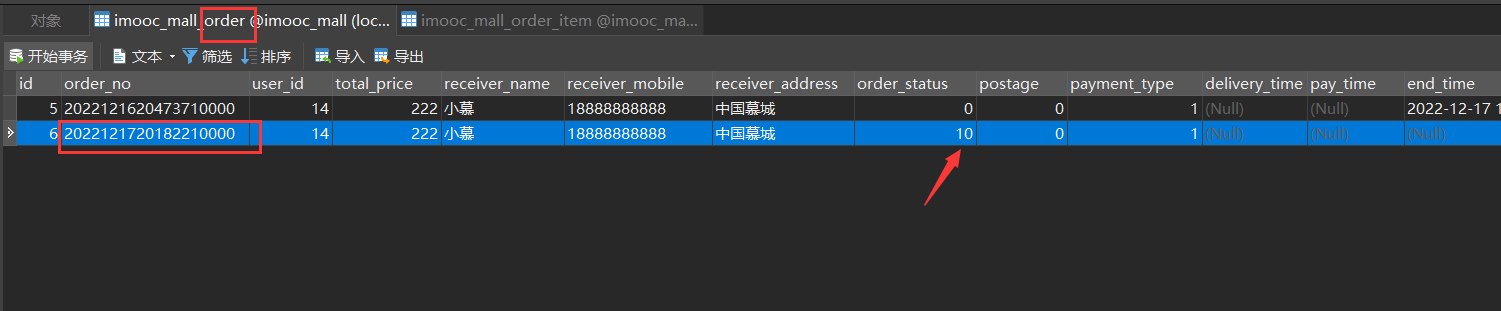 对象 imooc_mall_order @imooc_mall (loc... imooc_mall_order_item @imooc_ma...
开始事务 文本 筛选 排序 导入 导出
id order_no user_id total_price receiver_name receiver_mobile receiver_address order_status postage payment_type delivery_time pay_time end_time
5 2022121620473710000 14 222 小慕 18888888888 中国慕城 0 0 1 (Null) (Null) 2022-12-17 1
6 2022121720182210000 14 222 小慕 18888888888 中国慕城 10 0 1 (Null) (Null) (Null)